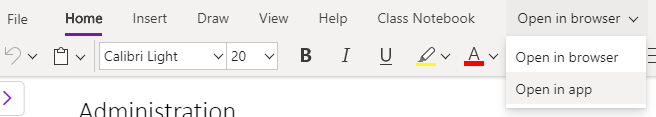 File Home Insert Draw View Help Class Notebook Open in browser
Calibri Light 20 B I U A Open in browser
Open in app
Administration